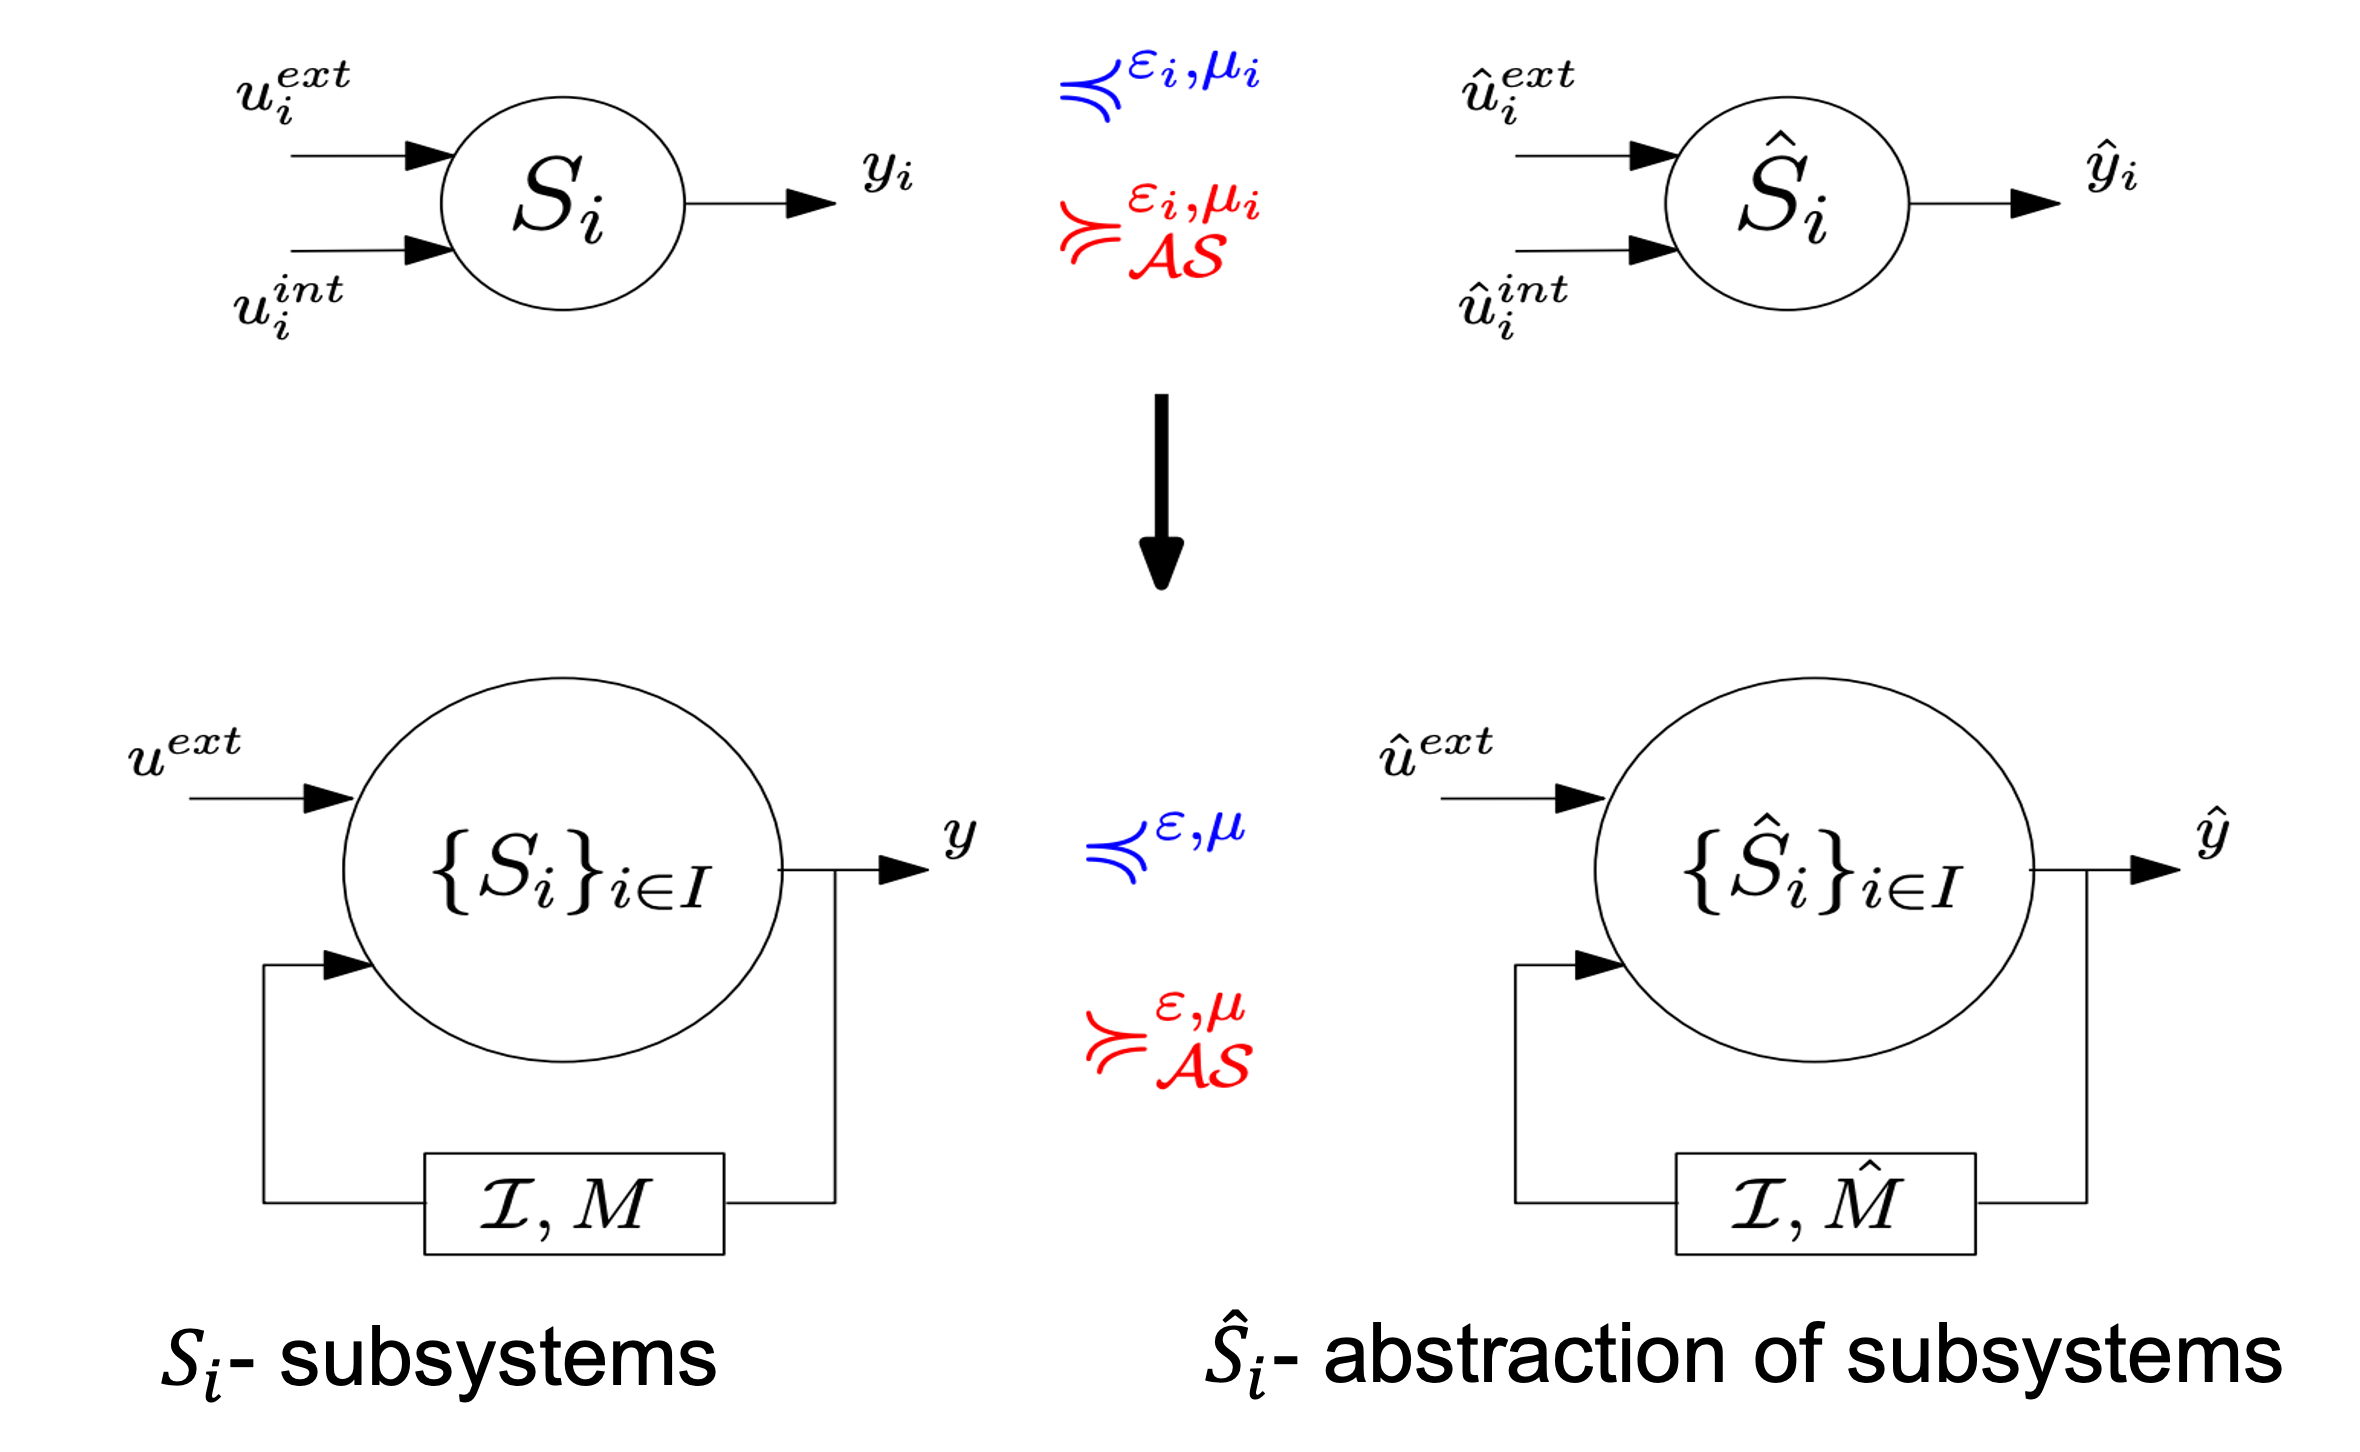 u_i^{ext}
S_i
u_i^{int}
y_i
≼^{ε_i,μ_i}
≽_{𝒜𝒮}^{ε_i,μ_i}
û_i^{ext}
Ŝ_i
û_i^{int}
ŷ_i
u^{ext}
{S_i}_{i∈I}
y
ℐ, M
≼^{ε,μ}
≽_{𝒜𝒮}^{ε,μ}
û^{ext}
{Ŝ_i}_{i∈I}
ŷ
ℐ, M̂
S_i- subsystems
Ŝ_i- abstraction of subsystems